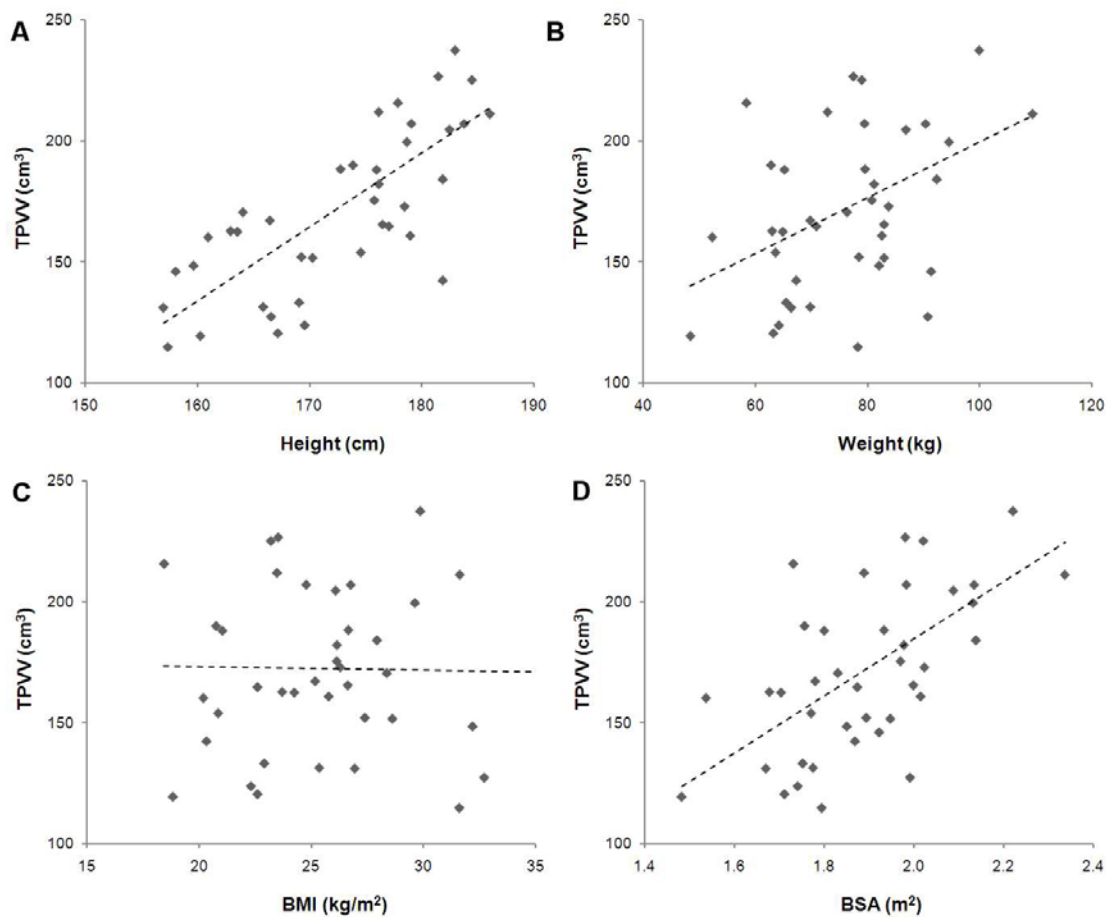 A
TPVV (cm³)
250
200
150
100
150 160 170 180 190
Height (cm)
B
TPVV (cm³)
250
200
150
100
40 60 80 100 120
Weight (kg)
C
TPVV (cm³)
250
200
150
100
15 20 25 30 35
BMI (kg/m²)
D
TPVV (cm³)
250
200
150
100
1.4 1.6 1.8 2.0 2.2 2.4
BSA (m²)